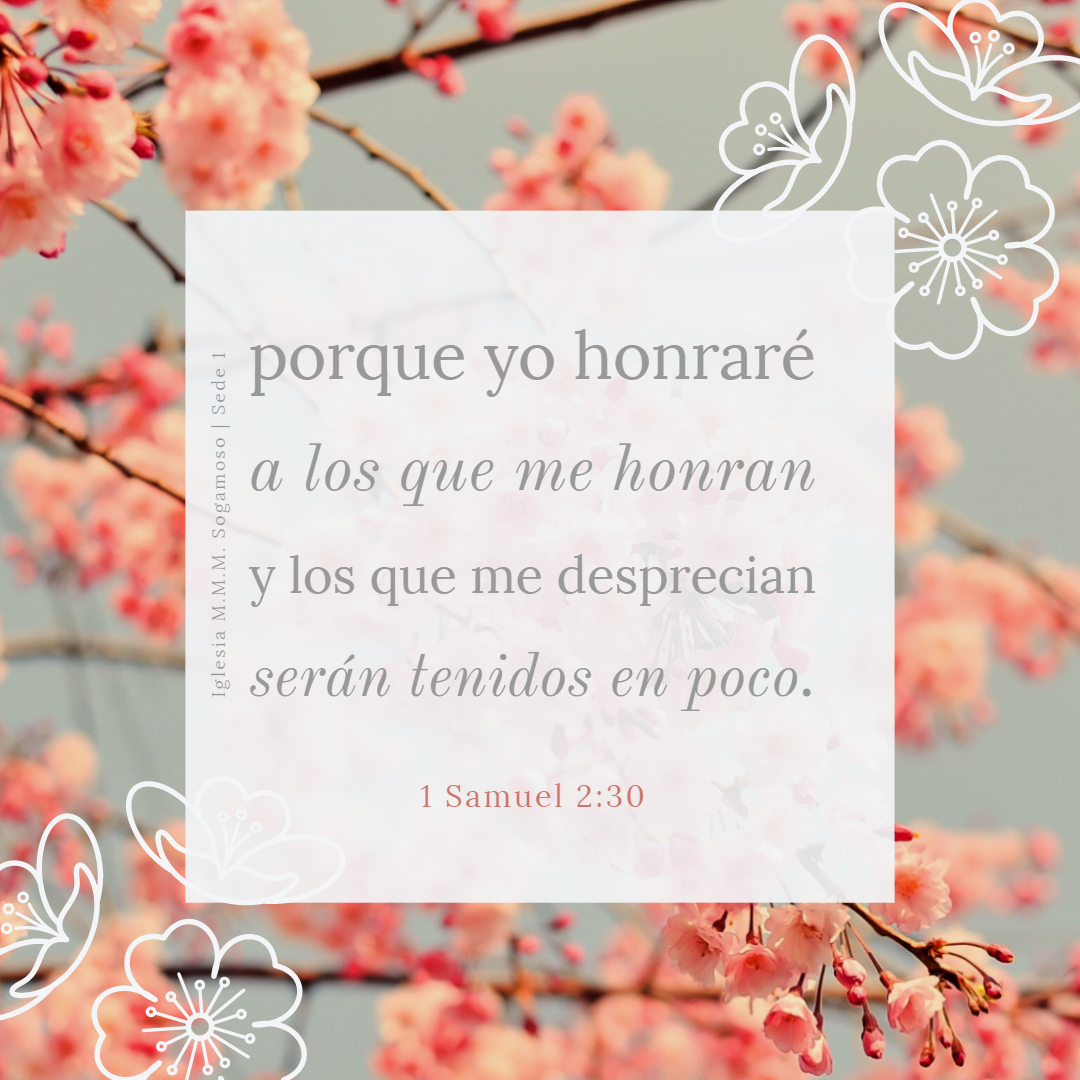 porque yo honraré
a los que me honran
y los que me desprecian
serán tenidos en poco.
1 Samuel 2:30
Iglesia M.M.M. Sogamoso | Sede 1